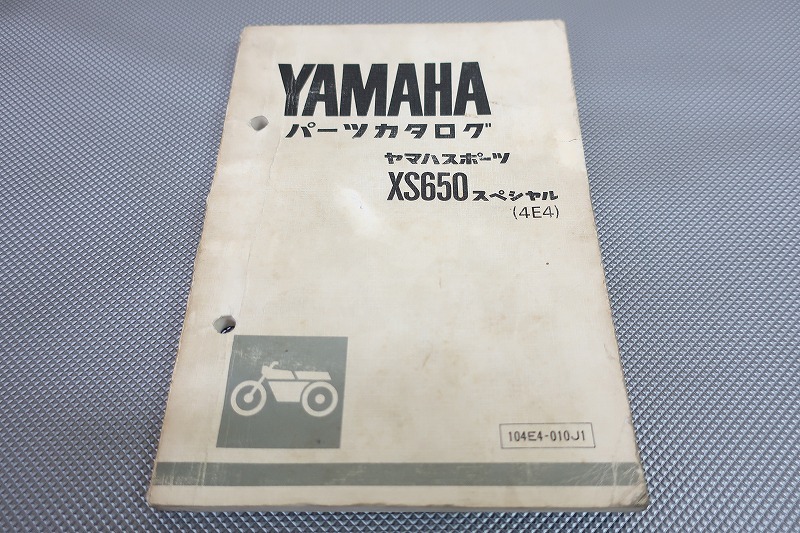 YAMAHA
パーツカタログ
ヤマハスポーツ
XS650スペシャル
(4E4)
104E4-010J1